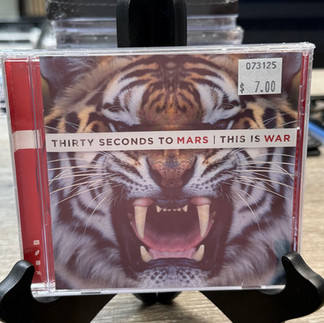 073125
$ 7.00
THIRTY SECONDS TO MARS | THIS IS WAR